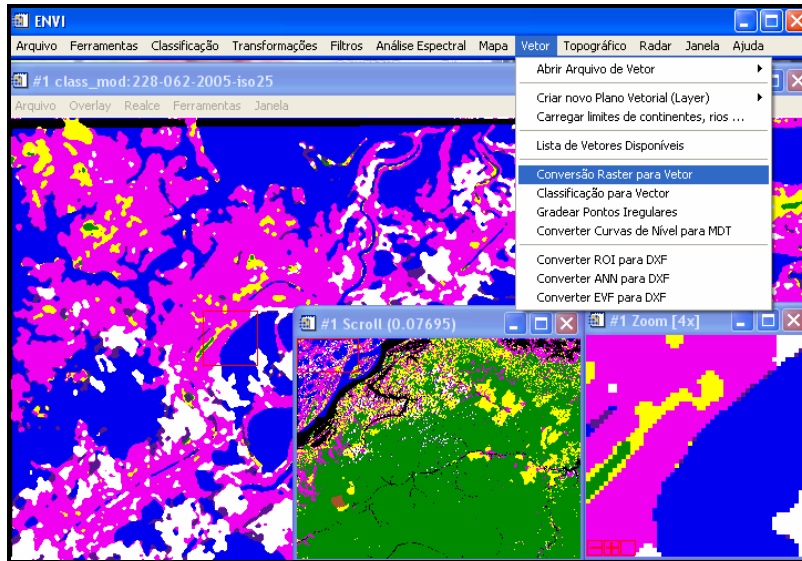 ENVI
Arquivo Ferramentas Classificação Transformações Filtros Análise Espectral Mapa Vetor Topográfico Radar Janela Ajuda
#1 class_mod:228-062-2005-iso25
Arquivo Overlay Realce Ferramentas Janela
Abrir Arquivo de Vetor
Criar novo Plano Vetorial (Layer)
Carregar limites de continentes, rios ...
Lista de Vetores Disponíveis
Conversão Raster para Vetor
Classificação para Vector
Gradear Pontos Iregulares
Converter Curvas de Nível para MDT
Converter ROI para DXF
Converter ANN para DXF
Converter EVF para DXF
#1 Scroll (0.07695)
#1 Zoom [4x]